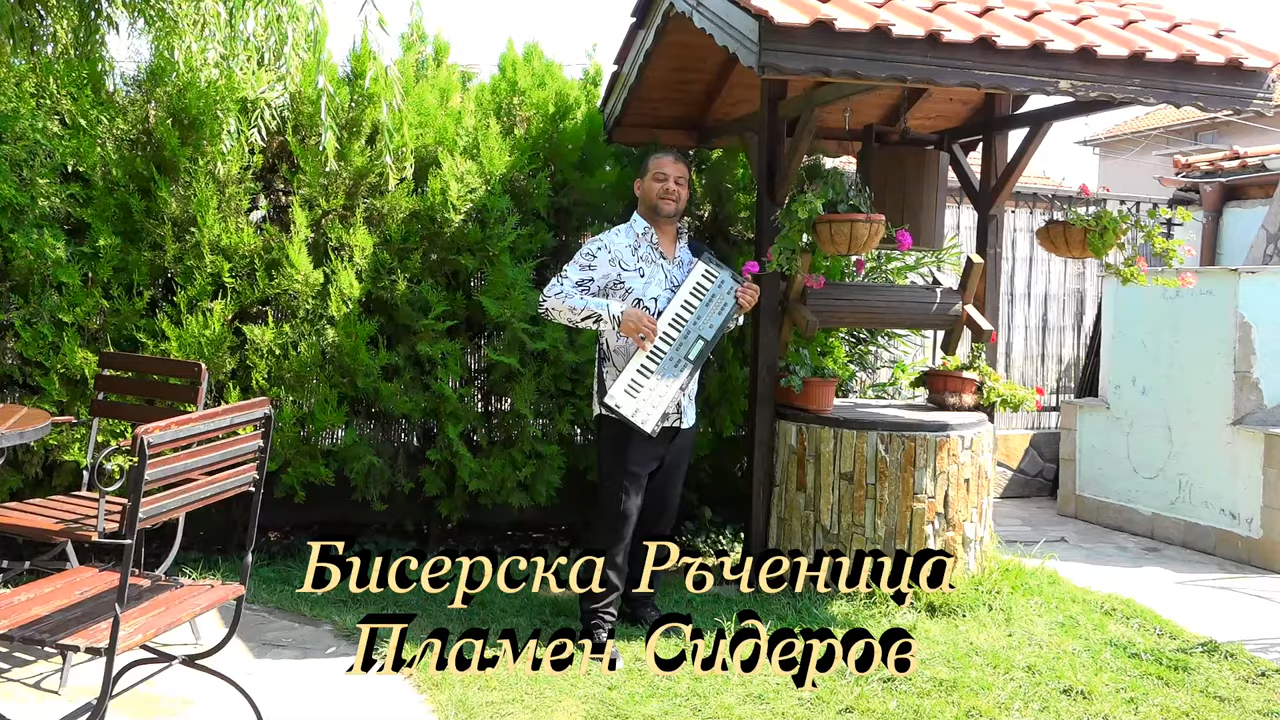 Бисерска Ръченица
Пламен Сидеров